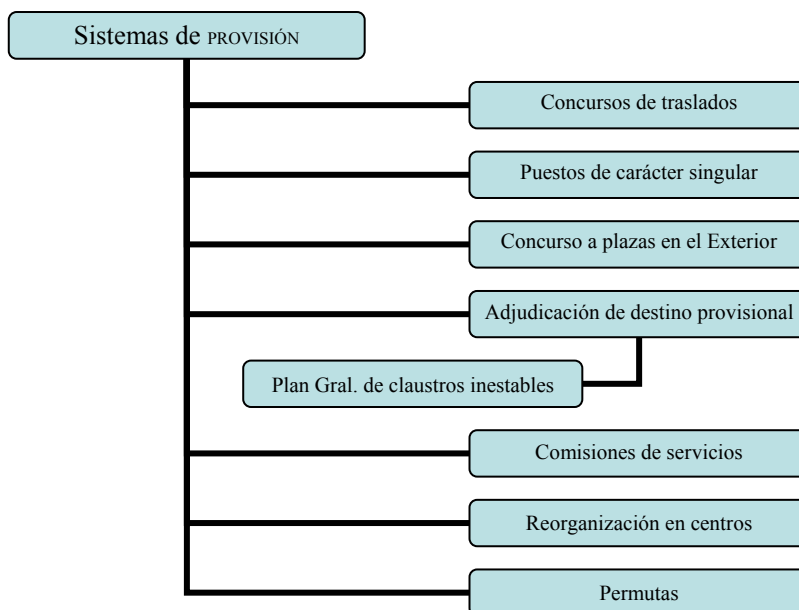 Sistemas de PROVISIÓN
Concursos de traslados
Puestos de carácter singular
Concurso a plazas en el Exterior
Adjudicación de destino provisional
Plan Gral. de claustros inestables
Comisiones de servicios
Reorganización en centros
Permutas